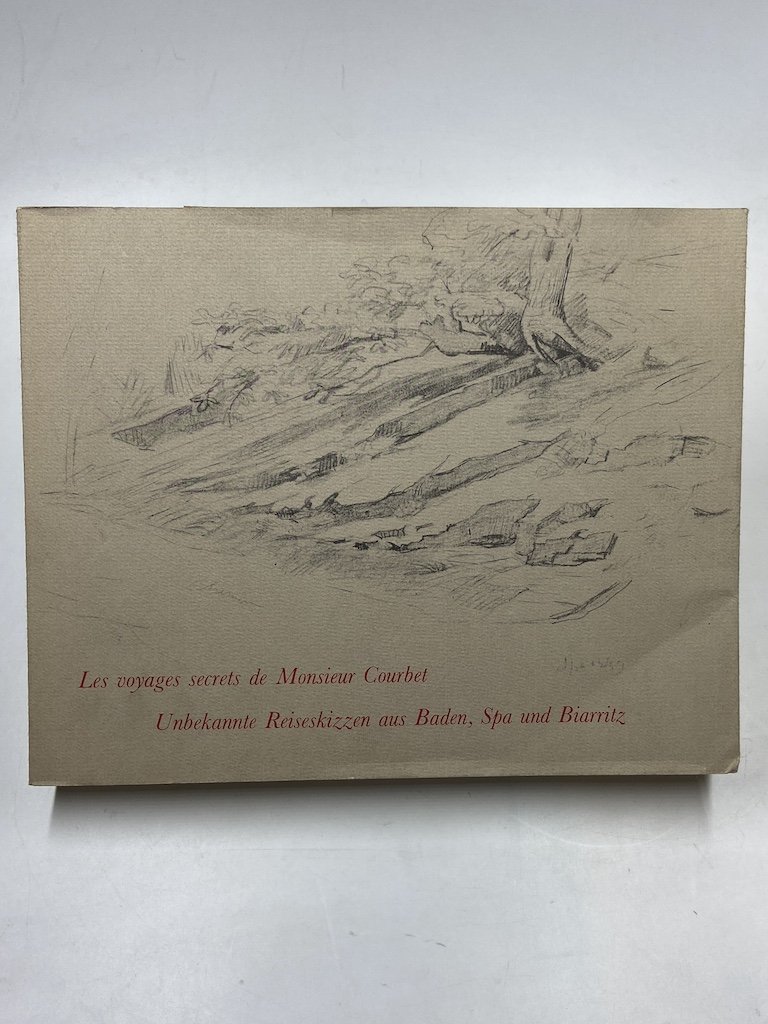 Les voyages secrets de Monsieur Courbet
Unbekannte Reiseskizzen aus Baden, Spa und Biarritz